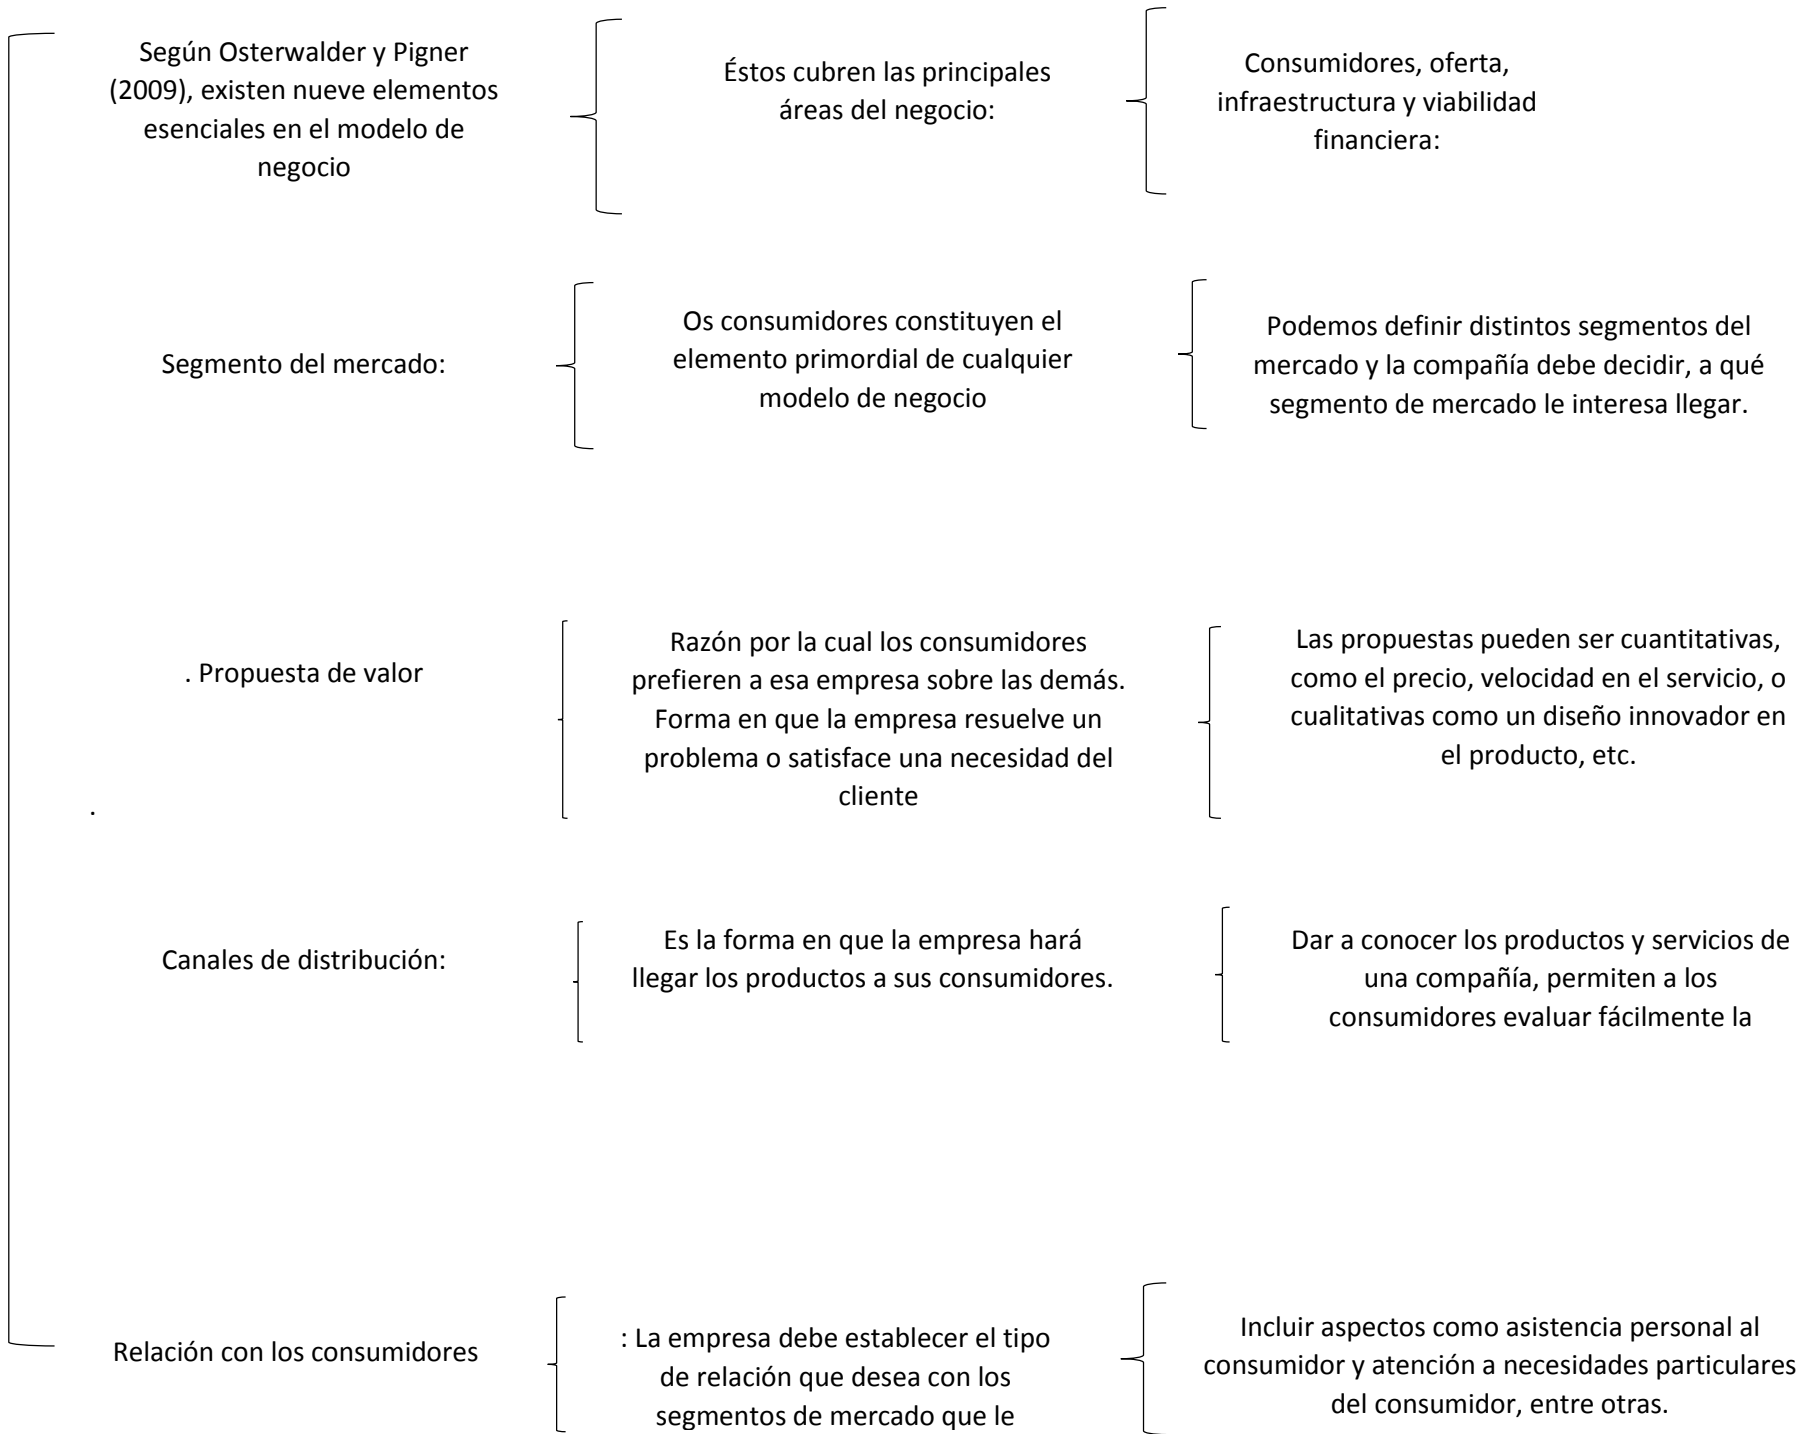 Según Osterwalder y Pigner
(2009), existen nueve elementos
esenciales en el modelo de
negocio
Éstos cubren las principales
áreas del negocio:
Consumidores, oferta,
infraestructura y viabilidad
financiera:
Segmento del mercado:
Os consumidores constituyen el
elemento primordial de cualquier
modelo de negocio
Podemos definir distintos segmentos del
mercado y la compañía debe decidir, a qué
segmento de mercado le interesa llegar.
. Propuesta de valor
.
Razón por la cual los consumidores
prefieren a esa empresa sobre las demás.
Forma en que la empresa resuelve un
problema o satisface una necesidad del
cliente
Las propuestas pueden ser cuantitativas,
como el precio, velocidad en el servicio, o
cualitativas como un diseño innovador en
el producto, etc.
Canales de distribución:
Es la forma en que la empresa hará
llegar los productos a sus consumidores.
Dar a conocer los productos y servicios de
una compañía, permiten a los
consumidores evaluar fácilmente la
Relación con los consumidores
: La empresa debe establecer el tipo
de relación que desea con los
segmentos de mercado que le
Incluir aspectos como asistencia personal al
consumidor y atención a necesidades particulares
del consumidor, entre otras.